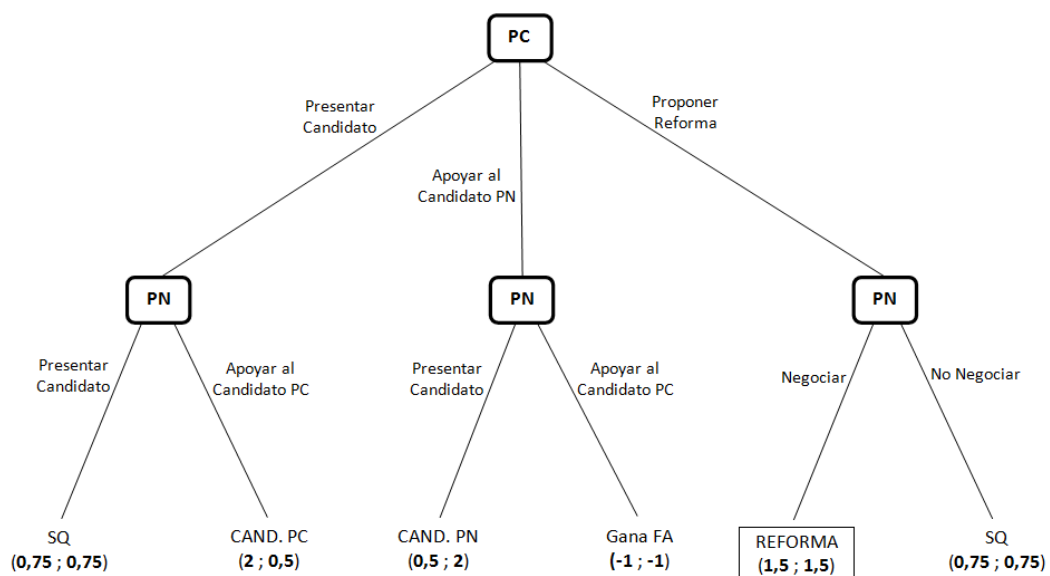 PC
Presentar
Candidato
Proponer
Reforma
Apoyar al
Candidato PN
PN
PN
PN
Presentar
Candidato
Apoyar al
Candidato PC
Presentar
Candidato
Apoyar al
Candidato PC
Negociar
No Negociar
SQ
(0,75 ; 0,75)
CAND. PC
(2 ; 0,5)
CAND. PN
(0,5 ; 2)
Gana FA
(-1 ; -1)
REFORMA
(1,5 ; 1,5)
SQ
(0,75 ; 0,75)